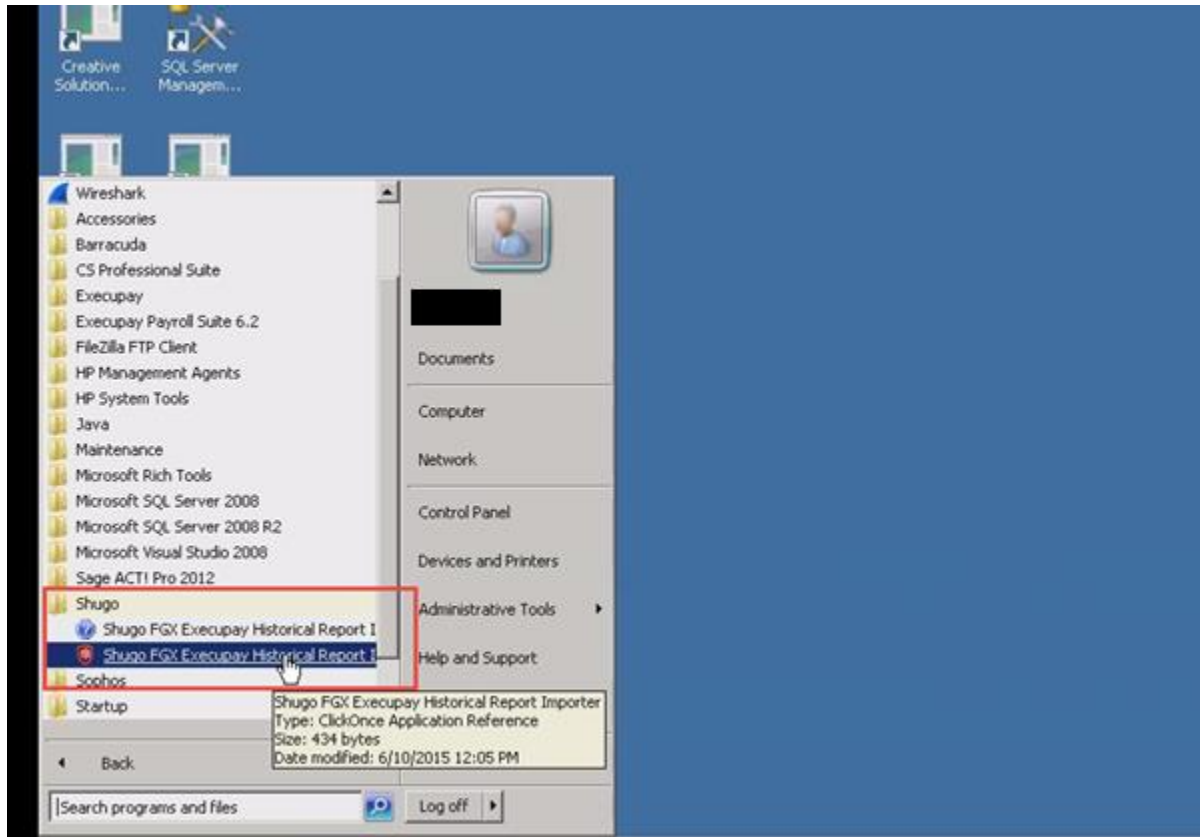 Creative
Solution...
SQL Server
Managem...
Wireshark
Accessories
Barracuda
CS Professional Suite
Execupay
Execupay Payroll Suite 6.2
FileZilla FTP Client
HP Management Agents
HP System Tools
Java
Maintenance
Microsoft Rich Tools
Microsoft SQL Server 2008
Microsoft SQL Server 2008 R2
Microsoft Visual Studio 2008
Sage ACT! Pro 2012
Shugo
Shugo FGX Execupay Historical Report I
Shugo FGX Execupay Historical Report I
Sophos
Startup
Back
Search programs and files
Documents
Computer
Network
Control Panel
Devices and Printers
Administrative Tools
Help and Support
Shugo FGX Execupay Historical Report Importer
Type: ClickOnce Application Reference
Size: 434 bytes
Date modified: 6/10/2015 12:05 PM
Log off